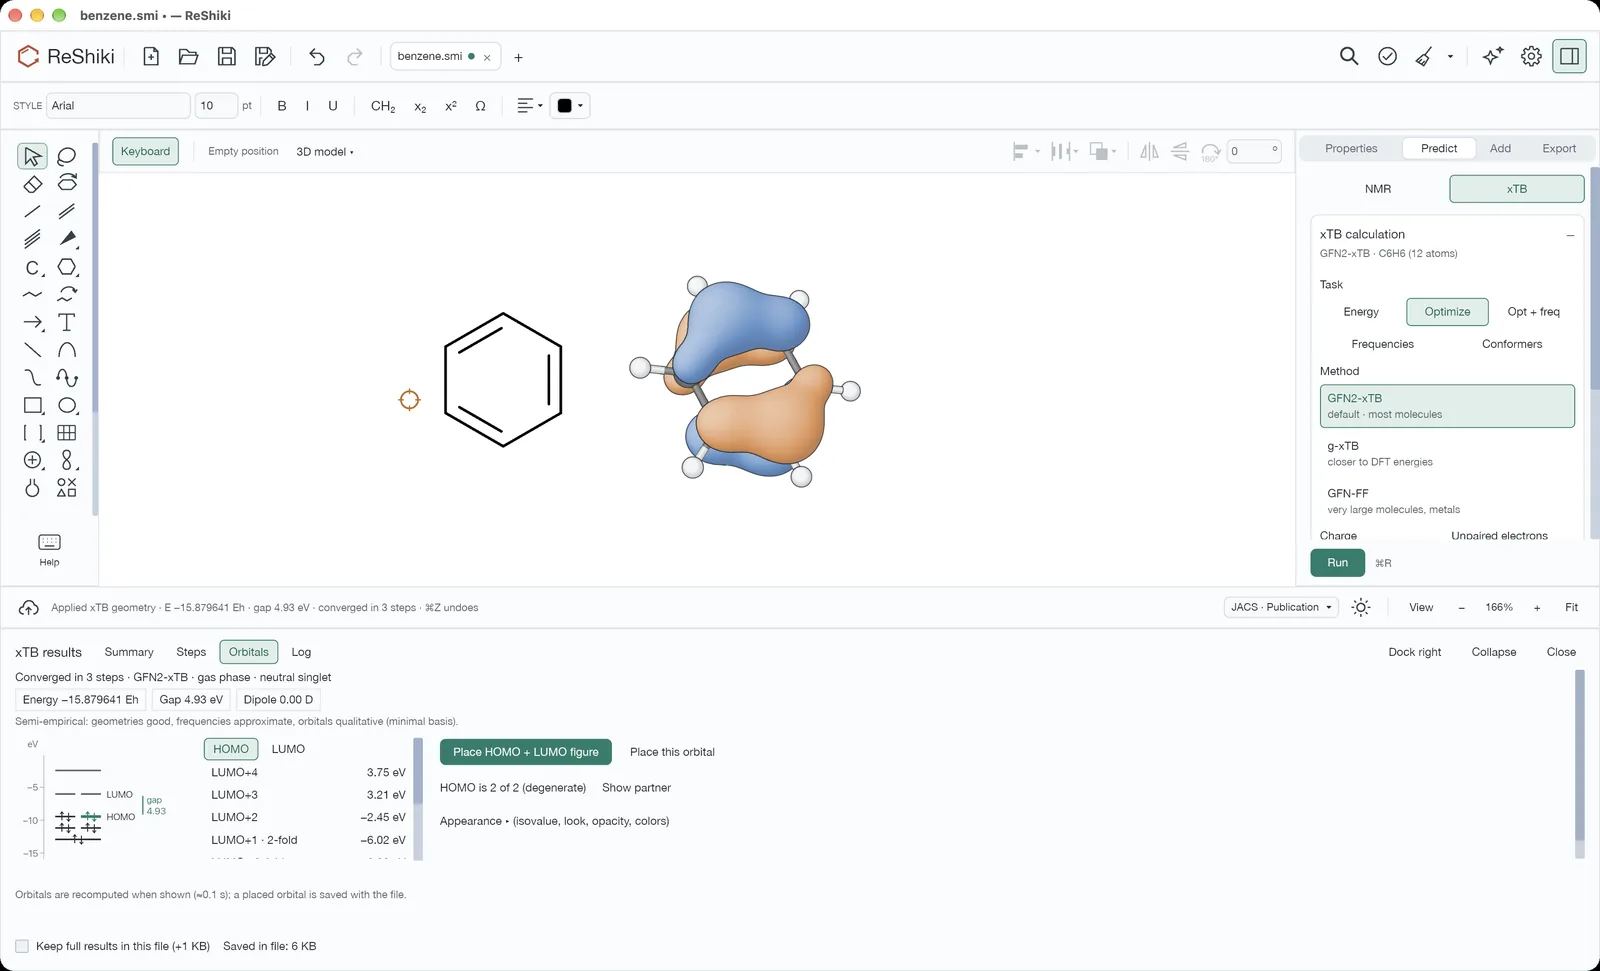 benzene.smi • — ReShiki
ReShiki
benzene.smi ● × +
STYLE Arial 10 pt B I U CH₂ x₂ x² Ω
Keyboard Empty position 3D model 180° 0 °
Properties Predict Add Export
NMR xTB
xTB calculation –
GFN2-xTB · C6H6 (12 atoms)
Task
Energy Optimize Opt + freq
Frequencies Conformers
Method
GFN2-xTB
default · most molecules
g-xTB
closer to DFT energies
GFN-FF
very large molecules, metals
Charge Unpaired electrons
Run ⌘R
C
T
Help
Applied xTB geometry · E −15.879641 Eh · gap 4.93 eV · converged in 3 steps · ⌘Z undoes
JACS · Publication View − 166% + Fit
xTB results Summary Steps Orbitals Log Dock right Collapse Close
Converged in 3 steps · GFN2-xTB · gas phase · neutral singlet
Energy −15.879641 Eh Gap 4.93 eV Dipole 0.00 D
Semi-empirical: geometries good, frequencies approximate, orbitals qualitative (minimal basis).
eV
−5
−10
−15
LUMO
HOMO
gap
4.93
HOMO LUMO
LUMO+4 3.75 eV
LUMO+3 3.21 eV
LUMO+2 −2.45 eV
LUMO+1 · 2-fold −6.02 eV
Place HOMO + LUMO figure Place this orbital
HOMO is 2 of 2 (degenerate) Show partner
Appearance ▸ (isovalue, look, opacity, colors)
Orbitals are recomputed when shown (≈0.1 s); a placed orbital is saved with the file.
Keep full results in this file (+1 KB) Saved in file: 6 KB